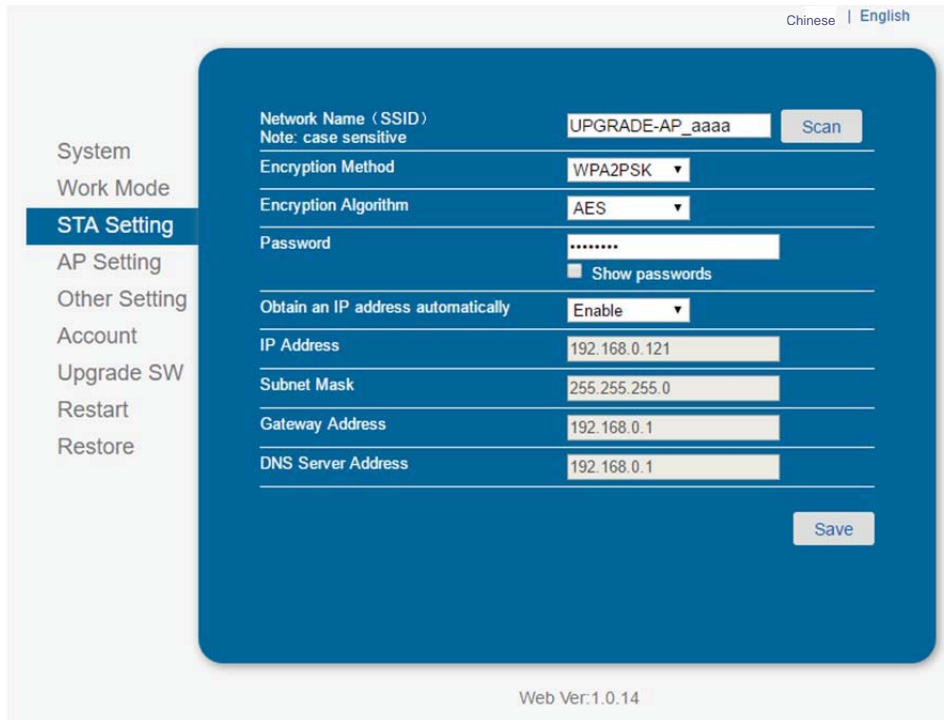 Chinese | English
System
Work Mode
STA Setting
AP Setting
Other Setting
Account
Upgrade SW
Restart
Restore
Network Name（SSID）
Note: case sensitive
UPGRADE-AP_aaaa Scan
Encryption Method WPA2PSK
Encryption Algorithm AES
Password ••••••••
Show passwords
Obtain an IP address automatically Enable
IP Address 192.168.0.121
Subnet Mask 255.255.255.0
Gateway Address 192.168.0.1
DNS Server Address 192.168.0.1
Save
Web Ver:1.0.14